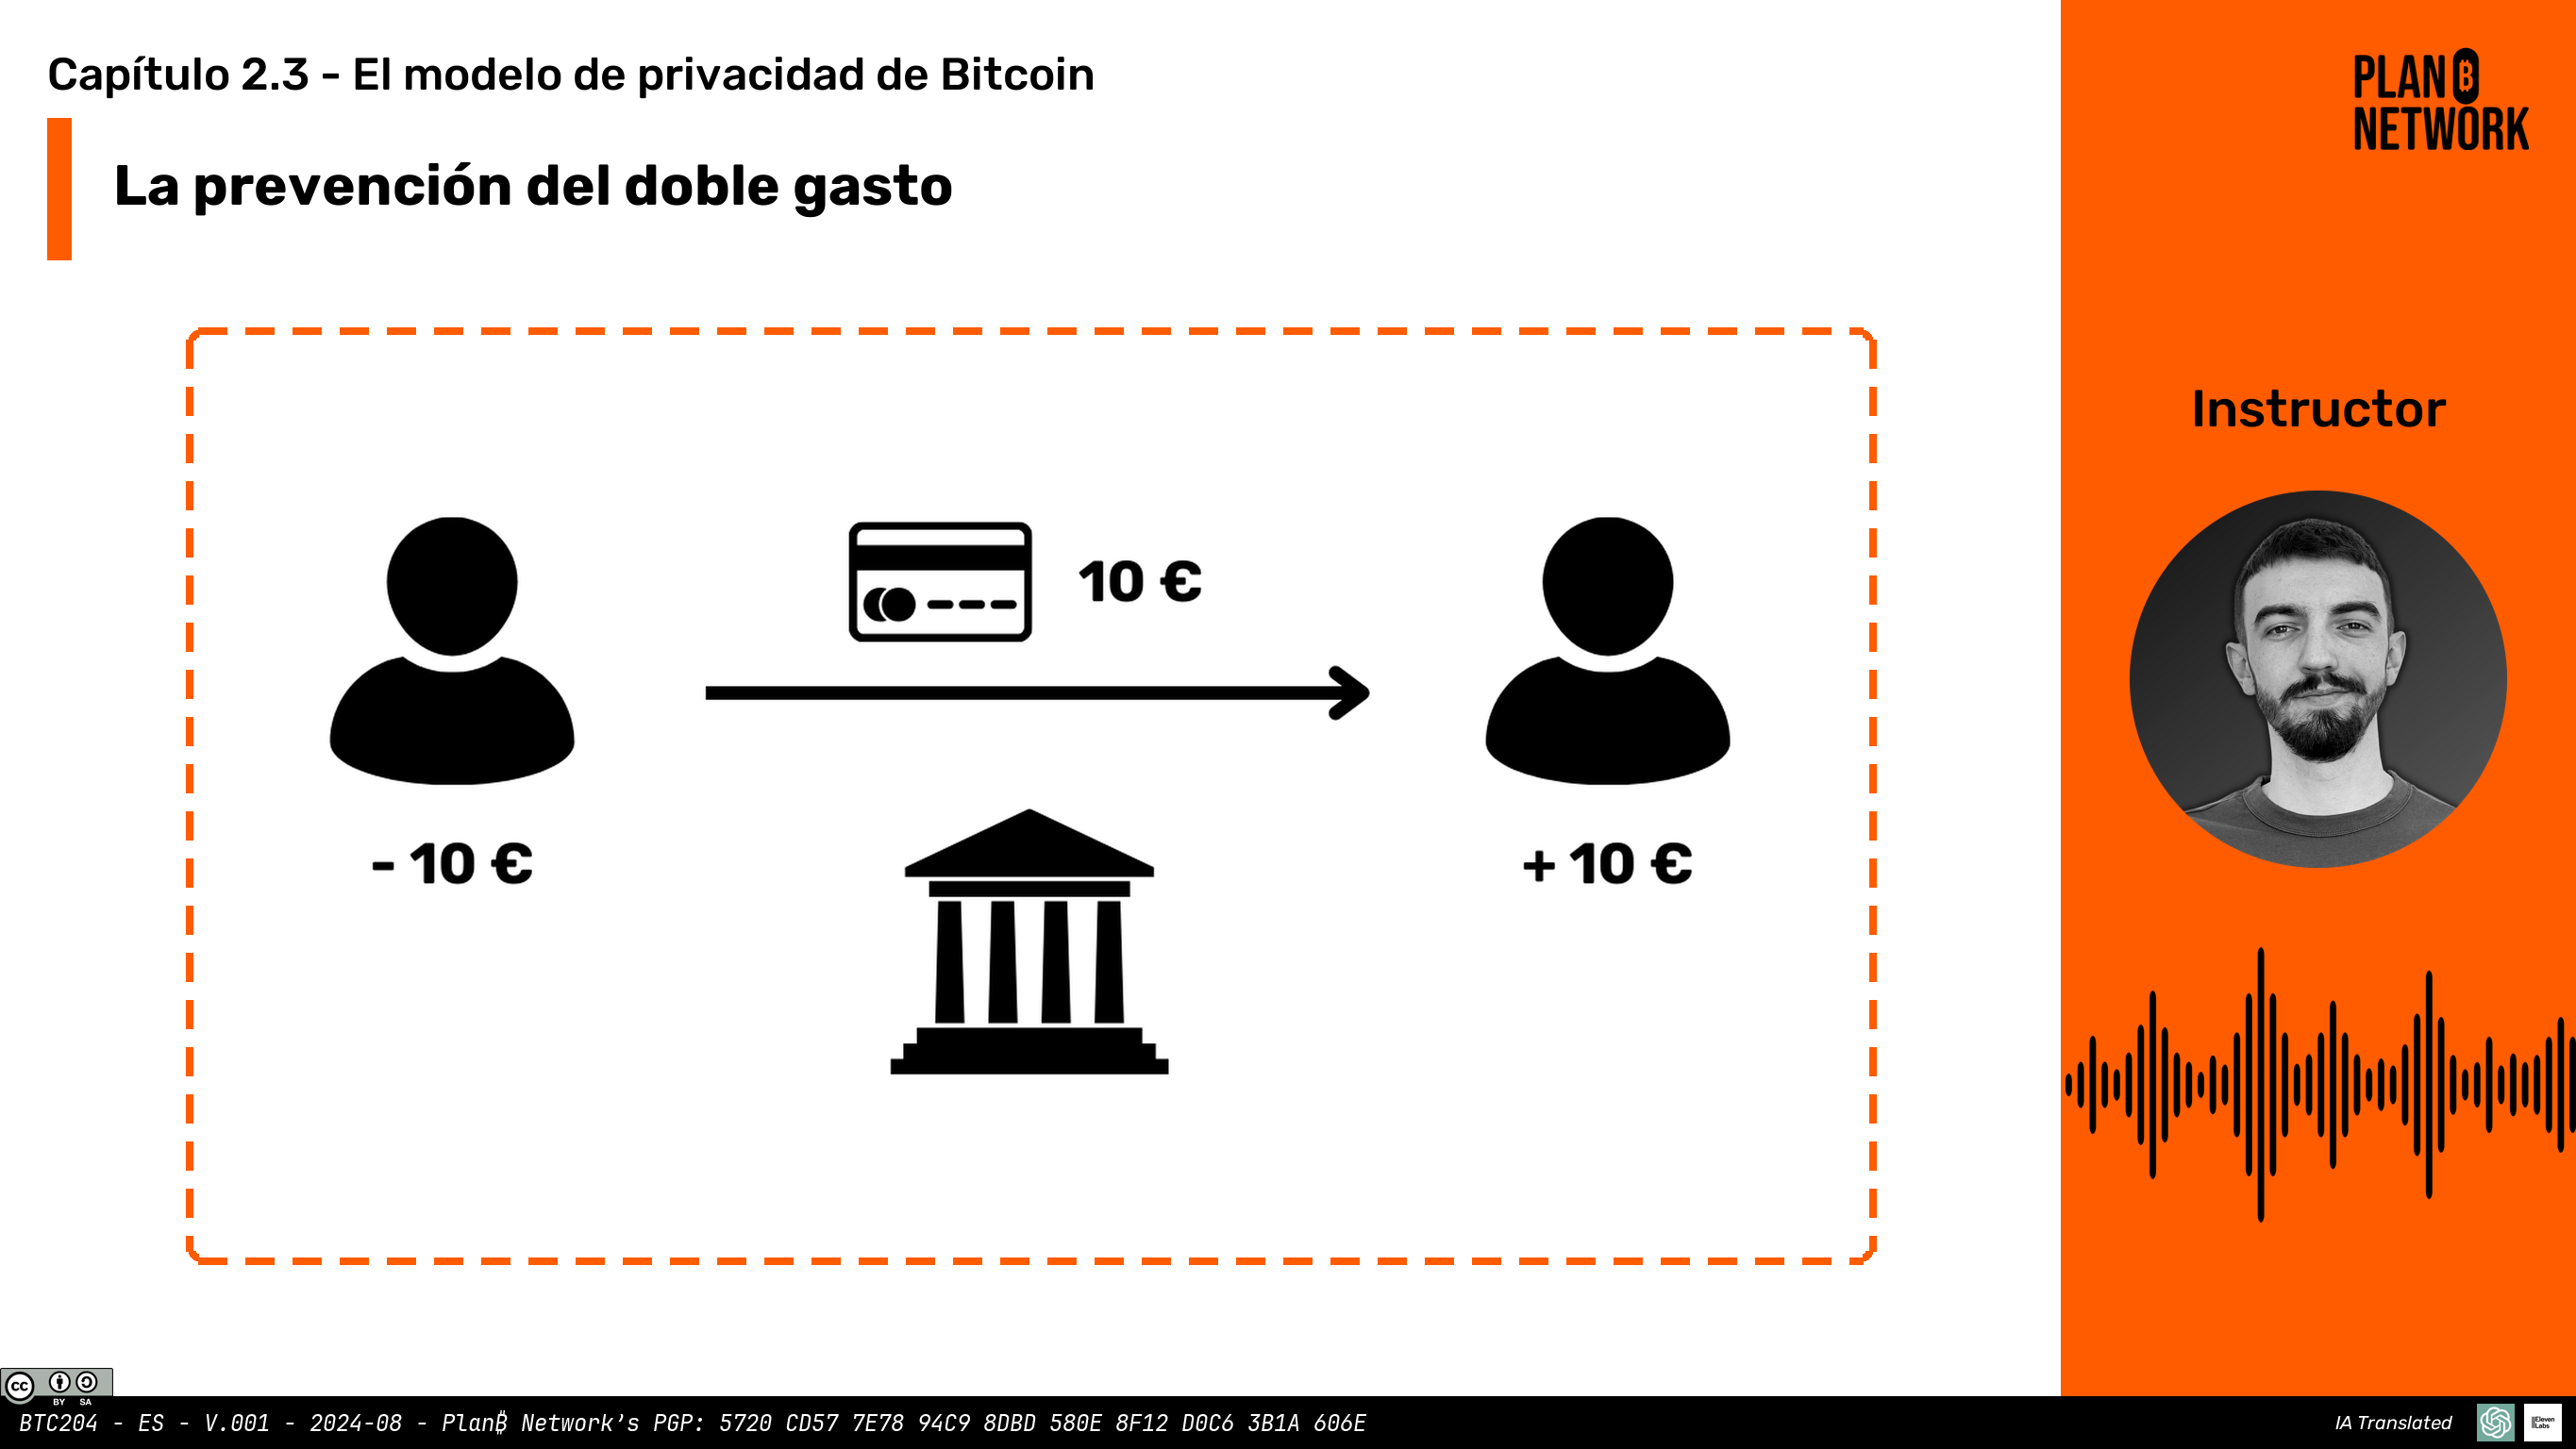 Capítulo 2.3 - El modelo de privacidad de Bitcoin
La prevención del doble gasto
PLAN B
NETWORK
Instructor
10 €
- 10 €
+ 10 €
cc
BY SA
BTC204 - ES - V.001 - 2024-08 - Plan₿ Network's PGP: 5720 CD57 7E78 94C9 8DBD 580E 8F12 D0C6 3B1A 606E
IA Translated
ElevenLabs